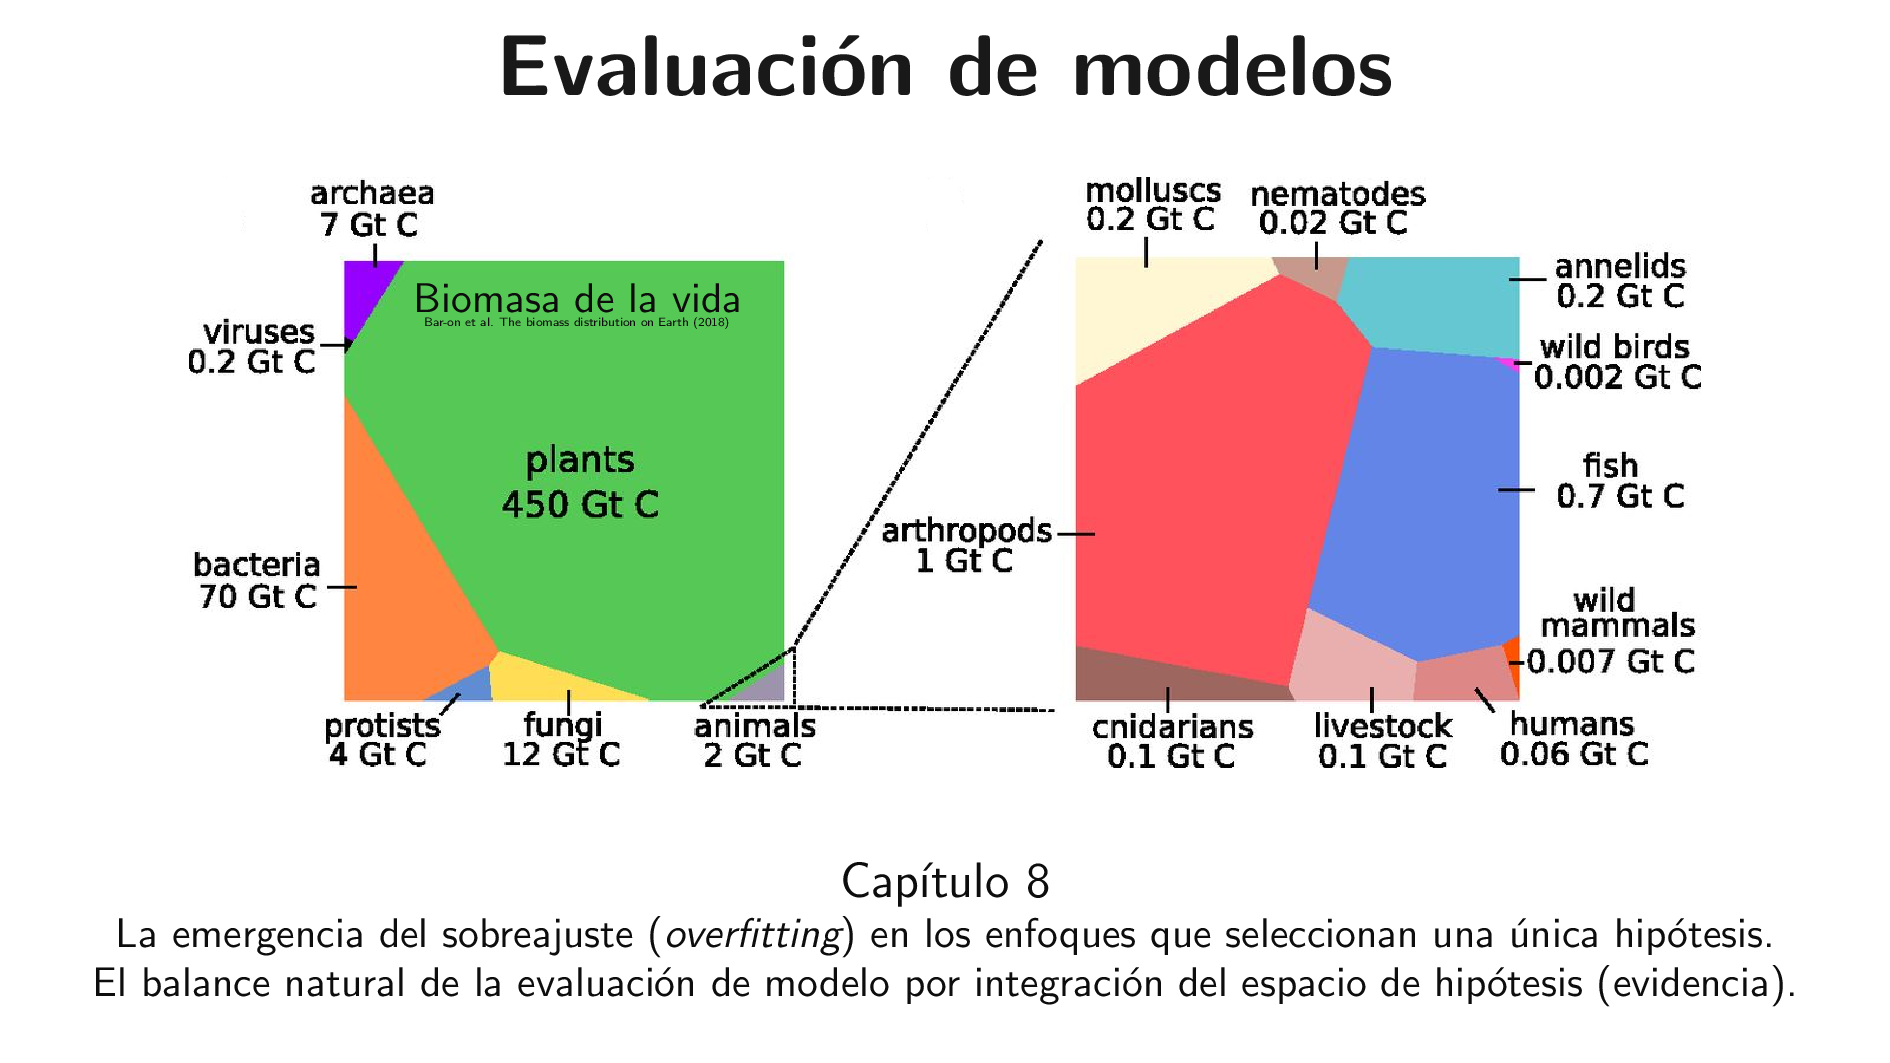 Evaluación de modelos
archaea
7 Gt C
viruses
0.2 Gt C
bacteria
70 Gt C
protists
4 Gt C
fungi
12 Gt C
animals
2 Gt C
Biomasa de la vida
Bar-on et al. The biomass distribution on Earth (2018)
plants
450 Gt C
molluscs
0.2 Gt C
nematodes
0.02 Gt C
annelids
0.2 Gt C
wild birds
0.002 Gt C
fish
0.7 Gt C
arthropods
1 Gt C
wild
mammals
0.007 Gt C
cnidarians
0.1 Gt C
livestock
0.1 Gt C
humans
0.06 Gt C
Capítulo 8
La emergencia del sobreajuste (overfitting) en los enfoques que seleccionan una única hipótesis.
El balance natural de la evaluación de modelo por integración del espacio de hipótesis (evidencia).